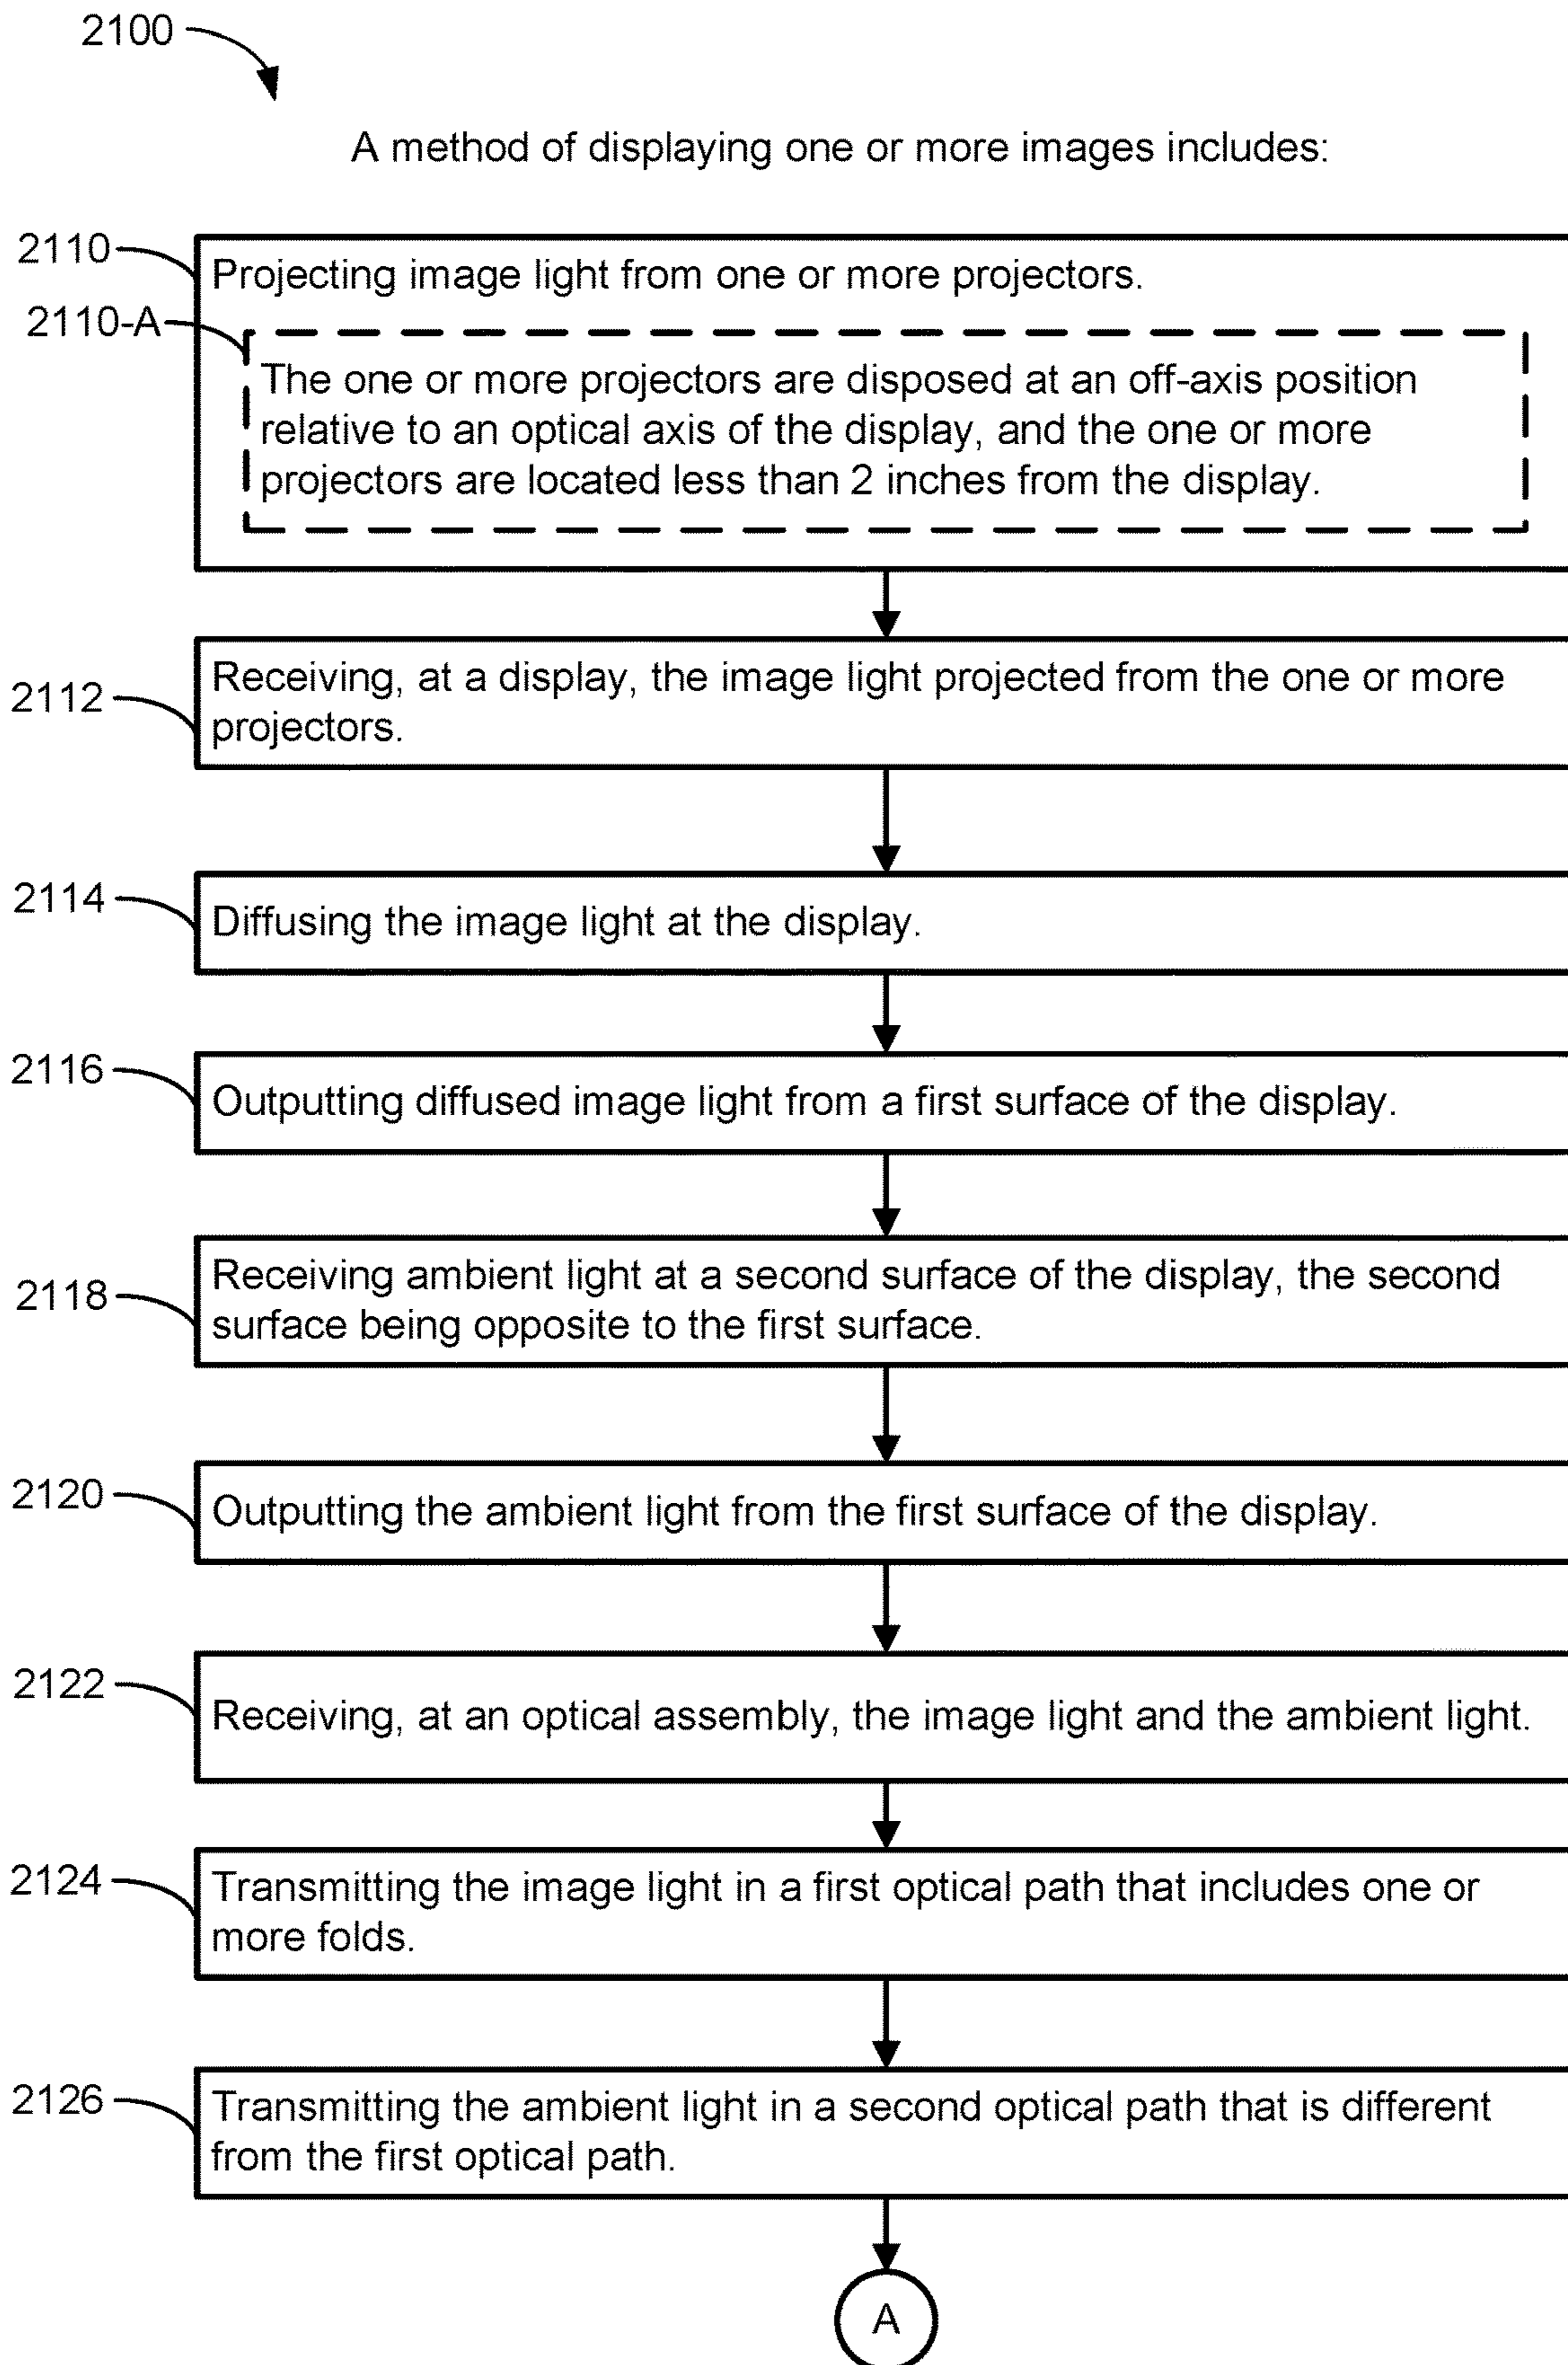 2100
A method of displaying one or more images includes:
2110
Projecting image light from one or more projectors.
2110-A
The one or more projectors are disposed at an off-axis position
relative to an optical axis of the display, and the one or more
projectors are located less than 2 inches from the display.
2112
Receiving, at a display, the image light projected from the one or more
projectors.
2114
Diffusing the image light at the display.
2116
Outputting diffused image light from a first surface of the display.
2118
Receiving ambient light at a second surface of the display, the second
surface being opposite to the first surface.
2120
Outputting the ambient light from the first surface of the display.
2122
Receiving, at an optical assembly, the image light and the ambient light.
2124
Transmitting the image light in a first optical path that includes one or
more folds.
2126
Transmitting the ambient light in a second optical path that is different
from the first optical path.
A